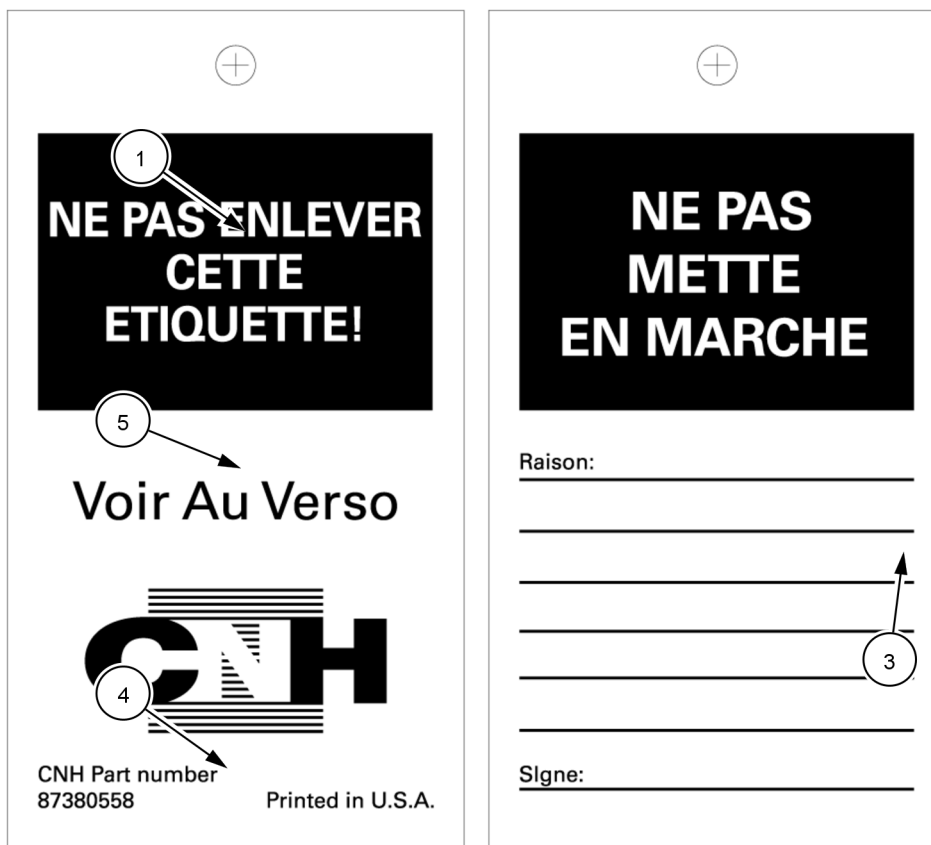 1
NE PAS ENLEVER
CETTE
ETIQUETTE!
5
Voir Au Verso
CNH
4
CNH Part number
87380558
Printed in U.S.A.
NE PAS
METTE
EN MARCHE
Raison:
3
SIgne: